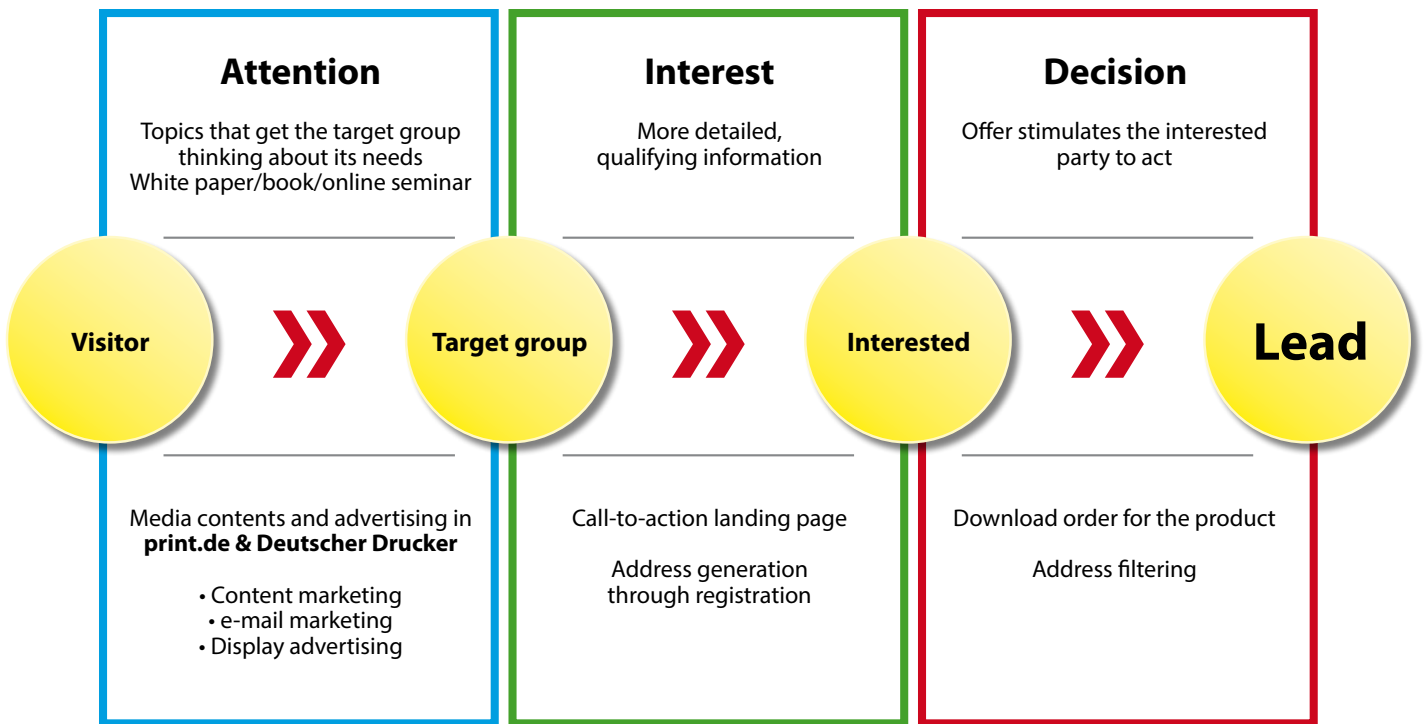 Attention
Topics that get the target group
thinking about its needs
White paper/book/online seminar
Interest
More detailed,
qualifying information
Decision
Offer stimulates the interested
party to act
Visitor
Target group
Interested
Lead
Media contents and advertising in
print.de & Deutscher Drucker
• Content marketing
• e-mail marketing
• Display advertising
Call-to-action landing page
Address generation
through registration
Download order for the product
Address filtering